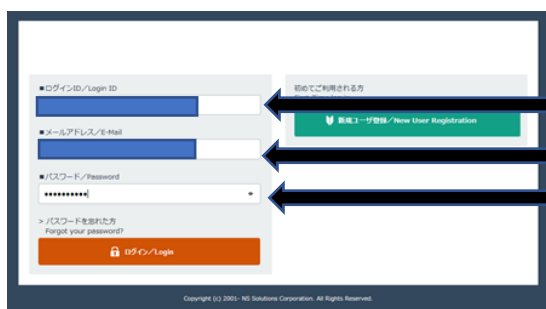 ■ログインID／Login ID
■メールアドレス／E-Mail
■パスワード／Password
> パスワードを忘れた方
Forgot your password?
ログイン／Login
初めてご利用される方
新規ユーザ登録／New User Registration
Copyright (c) 2001- NS Solutions Corporation. All Rights Reserved.